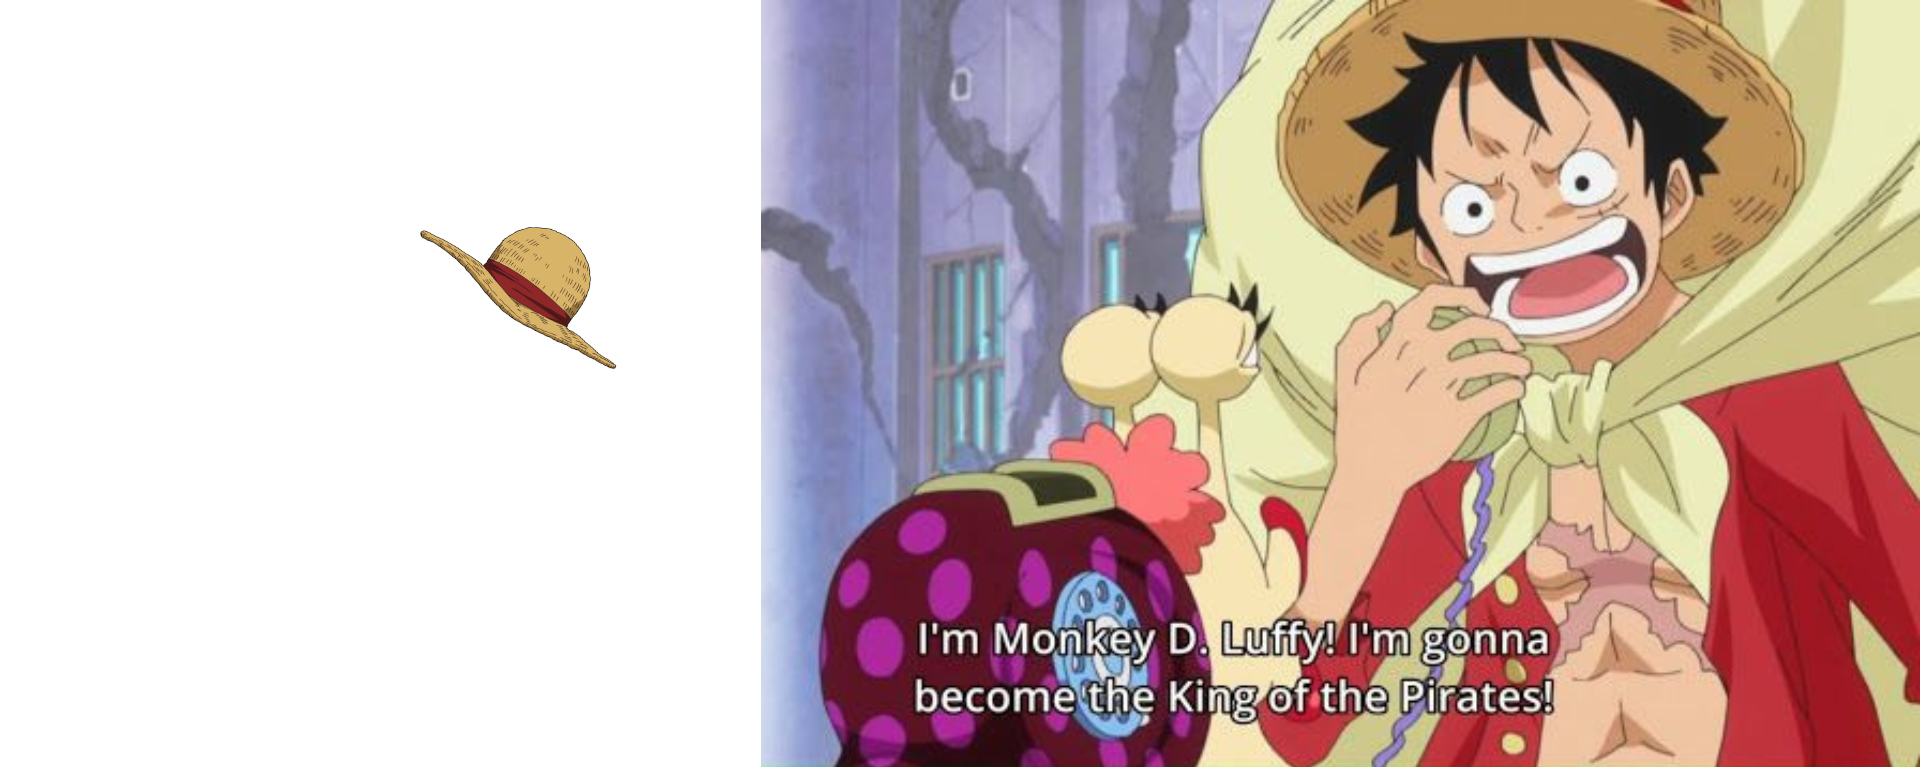 I'm Monkey D. Luffy! I'm gonna
become the King of the Pirates!